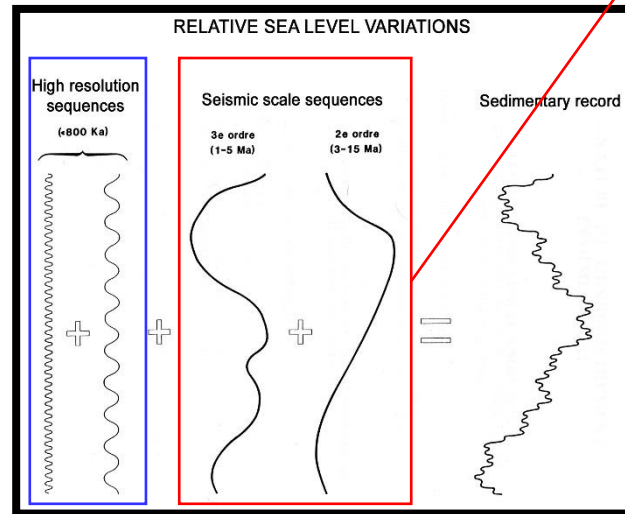 RELATIVE SEA LEVEL VARIATIONS
High resolution
sequences
(<800 Ka)
Seismic scale sequences
3e ordre
(1-5 Ma)
2e ordre
(3-15 Ma)
Sedimentary record